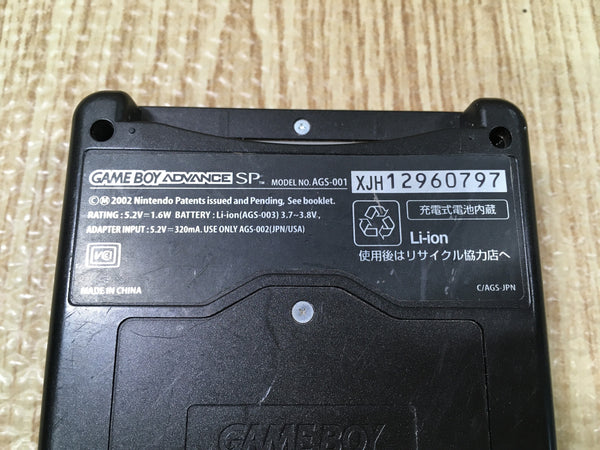 GAME BOY ADVANCE SP™ MODEL NO. AGS-001 XJH12960797
©Ⓜ 2002 Nintendo Patents issued and Pending, See booklet.
RATING : 5.2V⎓1.6W BATTERY : Li-ion(AGS-003) 3.7~3.8V,
ADAPTER INPUT : 5.2V⎓320mA. USE ONLY AGS-002(JPN/USA)
充電式電池内蔵
Li-ion
使用後はリサイクル協力店へ
MADE IN CHINA
C/AGS-JPN
GAME BOY